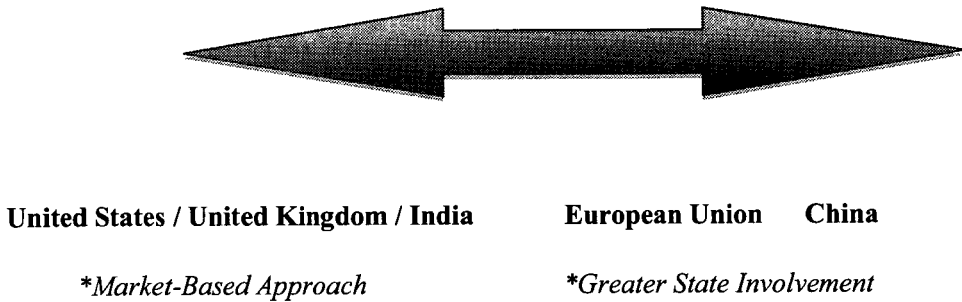 United States / United Kingdom / India European Union China
*Market-Based Approach *Greater State Involvement